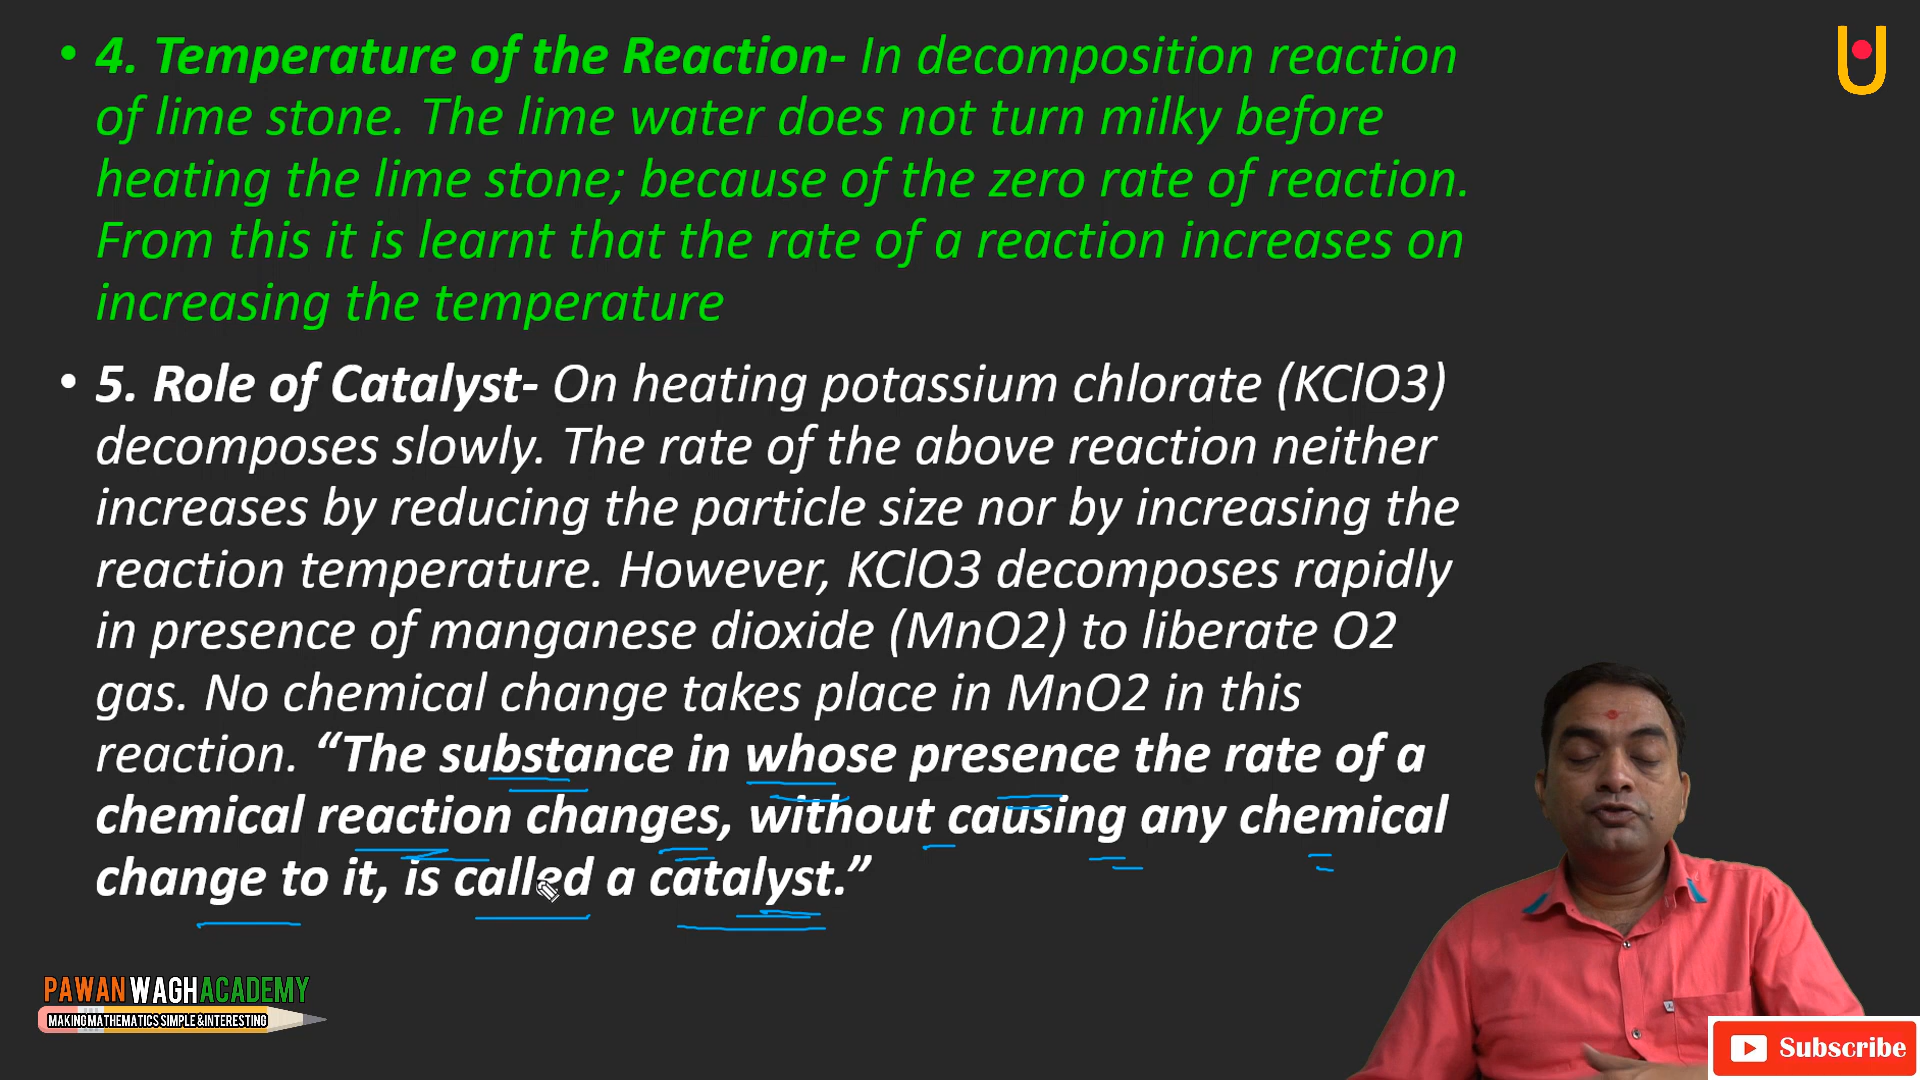 • 4. Temperature of the Reaction- In decomposition reaction
of lime stone. The lime water does not turn milky before
heating the lime stone; because of the zero rate of reaction.
From this it is learnt that the rate of a reaction increases on
increasing the temperature
• 5. Role of Catalyst- On heating potassium chlorate (KClO3)
decomposes slowly. The rate of the above reaction neither
increases by reducing the particle size nor by increasing the
reaction temperature. However, KClO3 decomposes rapidly
in presence of manganese dioxide (MnO2) to liberate O2
gas. No chemical change takes place in MnO2 in this
reaction. “The substance in whose presence the rate of a
chemical reaction changes, without causing any chemical
change to it, is called a catalyst.”
PAWAN WAGH ACADEMY
MAKING MATHEMATICS SIMPLE & INTERESTING
Subscribe